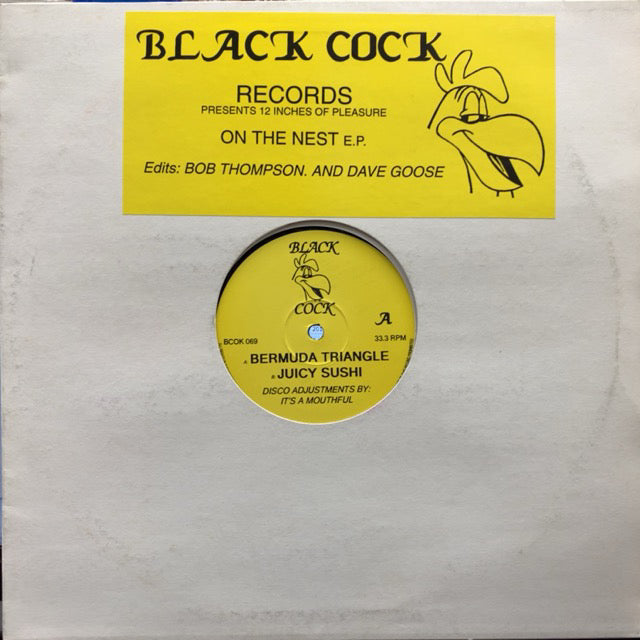 BLACK COCK
RECORDS
PRESENTS 12 INCHES OF PLEASURE
ON THE NEST E.P.
Edits: BOB THOMPSON. AND DAVE GOOSE
BLACK
COCK
A
BCOK 069
33.3 RPM
A. BERMUDA TRIANGLE
B. JUICY SUSHI
DISCO ADJUSTMENTS BY:
IT'S A MOUTHFUL